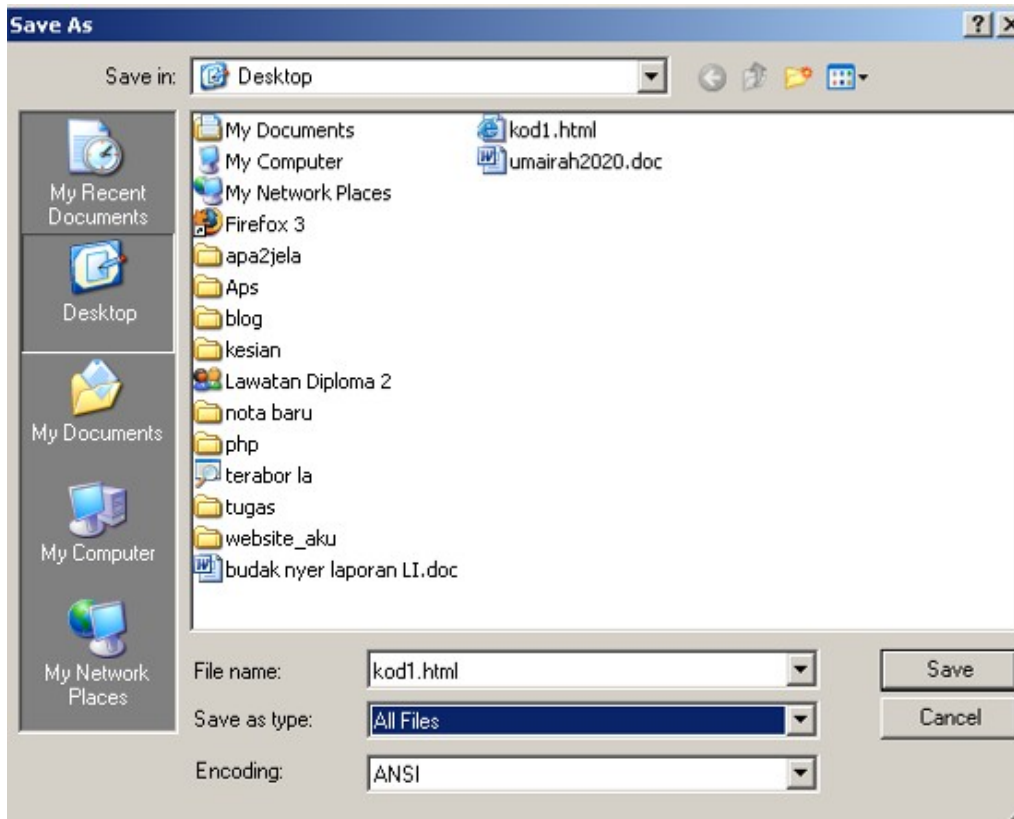 Save As
Save in:
Desktop
My Recent
Documents
Desktop
My Documents
My Computer
My Network
Places
My Documents
My Computer
My Network Places
Firefox 3
apa2jela
Aps
blog
kesian
Lawatan Diploma 2
nota baru
php
terabor la
tugas
website_aku
budak nyer laporan LI.doc
kod1.html
umairah2020.doc
File name:
kod1.html
Save
Save as type:
All Files
Cancel
Encoding:
ANSI